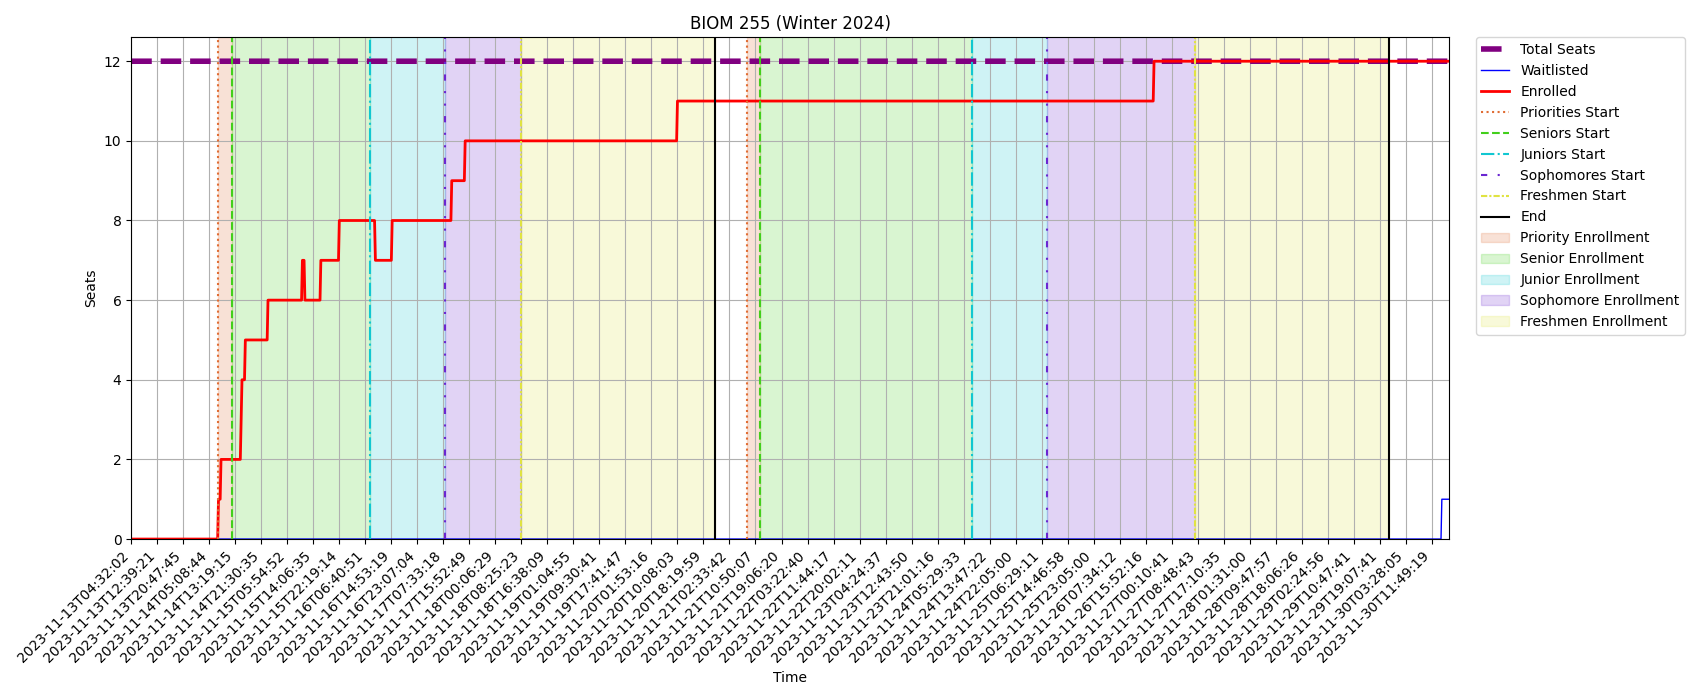 BIOM 255 (Winter 2024)
Seats
12
10
8
6
4
2
0
2023-11-13T04:32:02
2023-11-13T12:39:21
2023-11-13T20:47:45
2023-11-14T05:08:44
2023-11-14T13:19:15
2023-11-14T21:30:35
2023-11-15T05:54:52
2023-11-15T14:06:35
2023-11-15T22:19:14
2023-11-16T06:40:51
2023-11-16T14:53:19
2023-11-16T23:07:04
2023-11-17T07:33:18
2023-11-17T15:52:49
2023-11-18T00:06:29
2023-11-18T08:25:23
2023-11-18T16:38:09
2023-11-19T01:04:55
2023-11-19T09:30:41
2023-11-19T17:41:47
2023-11-20T01:53:16
2023-11-20T10:08:03
2023-11-20T18:19:59
2023-11-21T02:33:42
2023-11-21T10:50:07
2023-11-21T19:06:20
2023-11-22T03:22:40
2023-11-22T11:44:17
2023-11-22T20:02:11
2023-11-23T04:24:37
2023-11-23T12:43:50
2023-11-23T21:01:16
2023-11-24T05:29:33
2023-11-24T13:47:22
2023-11-24T22:05:00
2023-11-25T06:29:11
2023-11-25T14:46:58
2023-11-25T23:05:00
2023-11-26T07:34:12
2023-11-26T15:52:16
2023-11-27T00:10:41
2023-11-27T08:48:43
2023-11-27T17:10:35
2023-11-28T01:31:00
2023-11-28T09:47:57
2023-11-28T18:06:26
2023-11-29T02:24:56
2023-11-29T10:47:41
2023-11-29T19:07:41
2023-11-30T03:28:05
2023-11-30T11:49:19
Time
Total Seats
Waitlisted
Enrolled
Priorities Start
Seniors Start
Juniors Start
Sophomores Start
Freshmen Start
End
Priority Enrollment
Senior Enrollment
Junior Enrollment
Sophomore Enrollment
Freshmen Enrollment